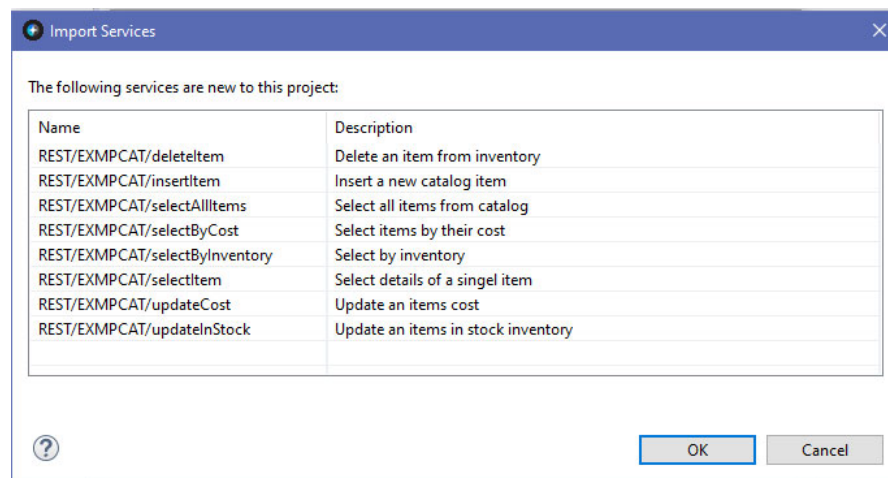 Import Services
The following services are new to this project:
Name Description
REST/EXMPCAT/deleteItem Delete an item from inventory
REST/EXMPCAT/insertItem Insert a new catalog item
REST/EXMPCAT/selectAllItems Select all items from catalog
REST/EXMPCAT/selectByCost Select items by their cost
REST/EXMPCAT/selectByInventory Select by inventory
REST/EXMPCAT/selectItem Select details of a singel item
REST/EXMPCAT/updateCost Update an items cost
REST/EXMPCAT/updateInStock Update an items in stock inventory
? OK Cancel